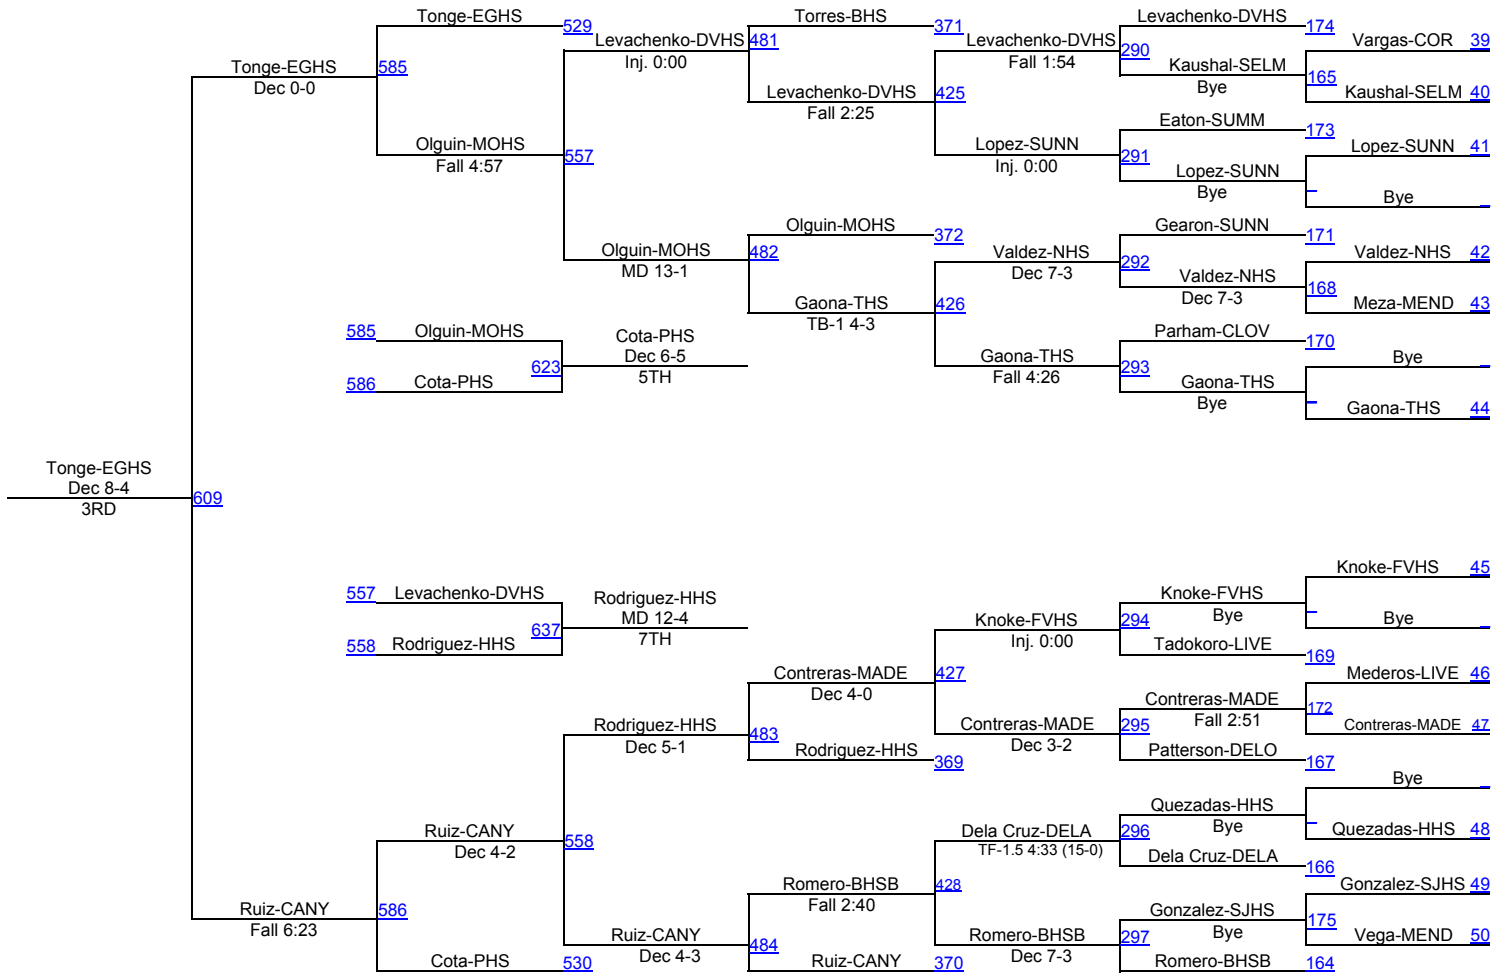 Tonge-EGHS 529 Torres-BHS 371 Levachenko-DVHS 174
Levachenko-DVHS 481 Levachenko-DVHS 290 Vargas-COR 39
Inj. 0:00 Fall 1:54
Tonge-EGHS 585 Kaushal-SELM 165
Dec 0-0 Bye
Levachenko-DVHS 425 Kaushal-SELM 40
Fall 2:25
Eaton-SUMM 173
Olguin-MOHS 557 Lopez-SUNN 291 Lopez-SUNN 41
Fall 4:57 Inj. 0:00
Lopez-SUNN _
Bye
Bye _
Olguin-MOHS 372 Gearon-SUNN 171
Olguin-MOHS 482 Valdez-NHS 292 Valdez-NHS 42
MD 13-1 Dec 7-3
Valdez-NHS 168
Dec 7-3
Gaona-THS 426 Meza-MEND 43
TB-1 4-3
585 Olguin-MOHS Cota-PHS Parham-CLOV 170
Dec 6-5
623 5TH Gaona-THS 293 Bye _
Fall 4:26
586 Cota-PHS Gaona-THS _
Bye
Gaona-THS 44
Tonge-EGHS
Dec 8-4
609
3RD
Knoke-FVHS 45
557 Levachenko-DVHS Rodriguez-HHS Knoke-FVHS _
MD 12-4 Bye
637 7TH Knoke-FVHS 294 Bye _
Inj. 0:00
558 Rodriguez-HHS Tadokoro-LIVE 169
Contreras-MADE 427 Mederos-LIVE 46
Dec 4-0
Contreras-MADE 172
Fall 2:51
Rodriguez-HHS 483 Contreras-MADE 295 Contreras-MADE 47
Dec 5-1 Dec 3-2
Rodriguez-HHS 369 Patterson-DELO 167
Bye _
Quezadas-HHS _
Bye
Ruiz-CANY 558 Dela Cruz-DELA 296 Quezadas-HHS 48
Dec 4-2 TF-1.5 4:33 (15-0)
Dela Cruz-DELA 166
Romero-BHSB 428 Gonzalez-SJHS 49
Fall 2:40
Ruiz-CANY 586 Gonzalez-SJHS 175
Fall 6:23 Bye
Ruiz-CANY 484 Romero-BHSB 297 Vega-MEND 50
Dec 4-3 Dec 7-3
Cota-PHS 530 Ruiz-CANY 370 Romero-BHSB 164